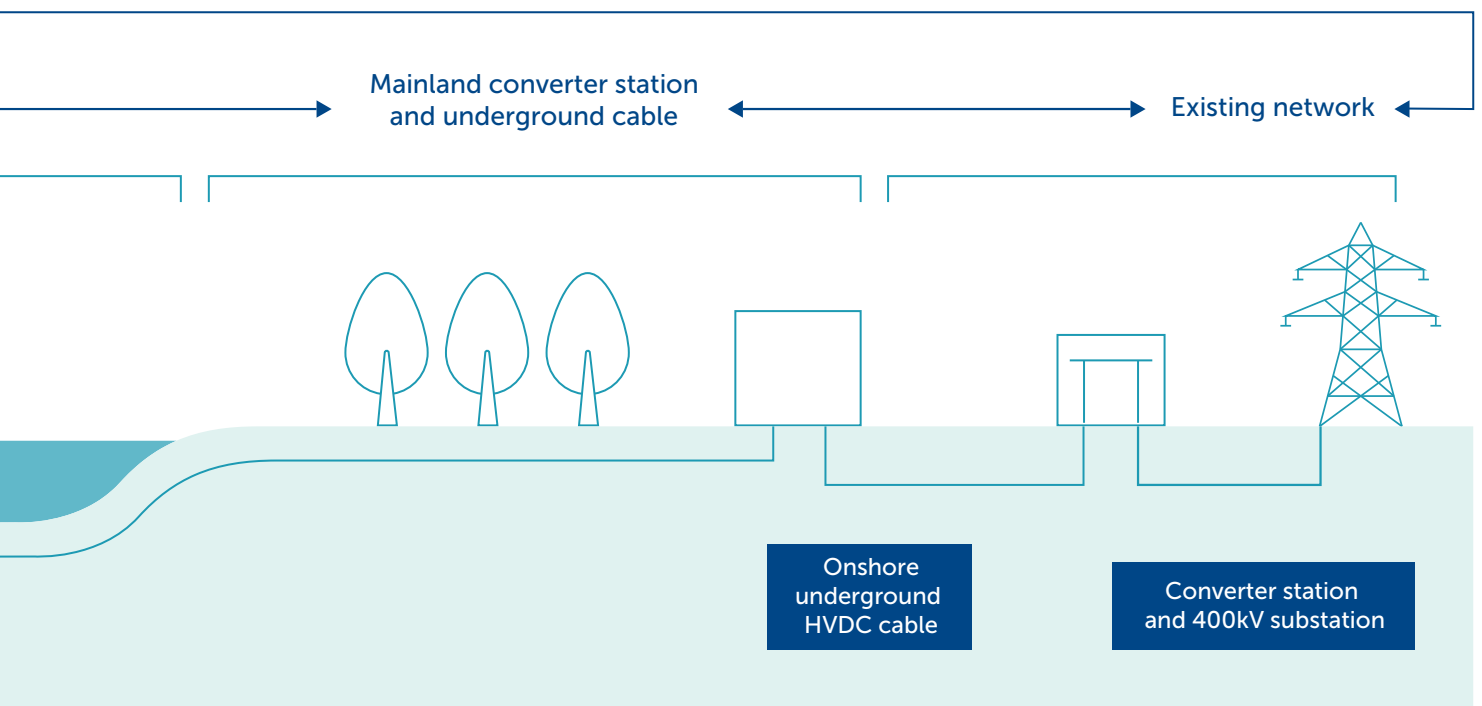 Mainland converter station
and underground cable
Existing network
Onshore
underground
HVDC cable
Converter station
and 400kV substation